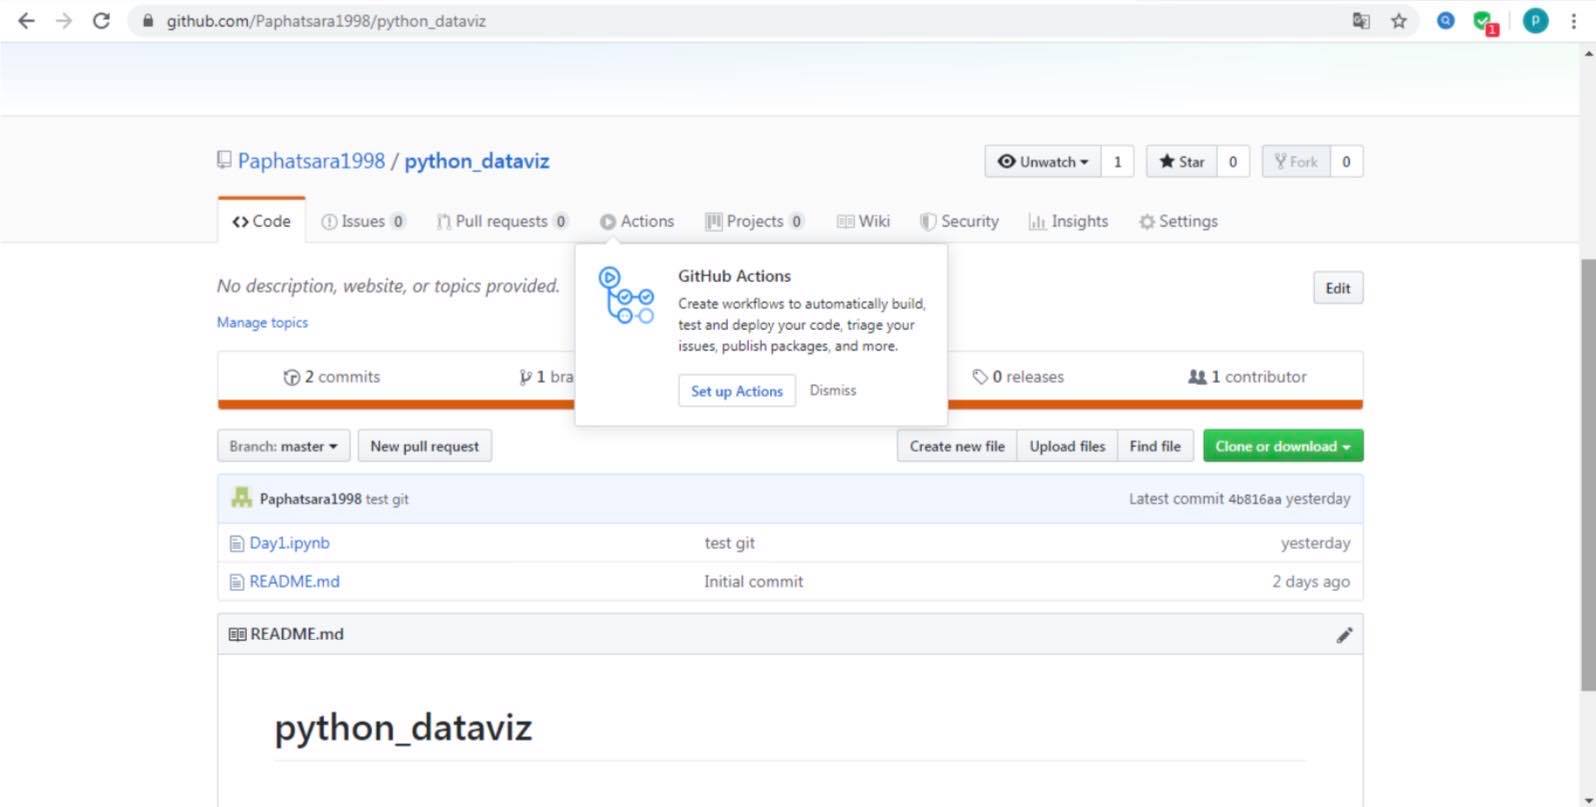 github.com/Paphatsara1998/python_dataviz
1
P
Paphatsara1998 / python_dataviz
Unwatch 1 Star 0 Fork 0
Code Issues 0 Pull requests 0 Actions Projects 0 Wiki Security Insights Settings
No description, website, or topics provided.
Edit
Manage topics
GitHub Actions
Create workflows to automatically build,
test and deploy your code, triage your
issues, publish packages, and more.
Set up Actions Dismiss
2 commits 1 bra 0 releases 1 contributor
Branch: master New pull request Create new file Upload files Find file Clone or download
Paphatsara1998 test git Latest commit 4b816aa yesterday
Day1.ipynb test git yesterday
README.md Initial commit 2 days ago
README.md
python_dataviz